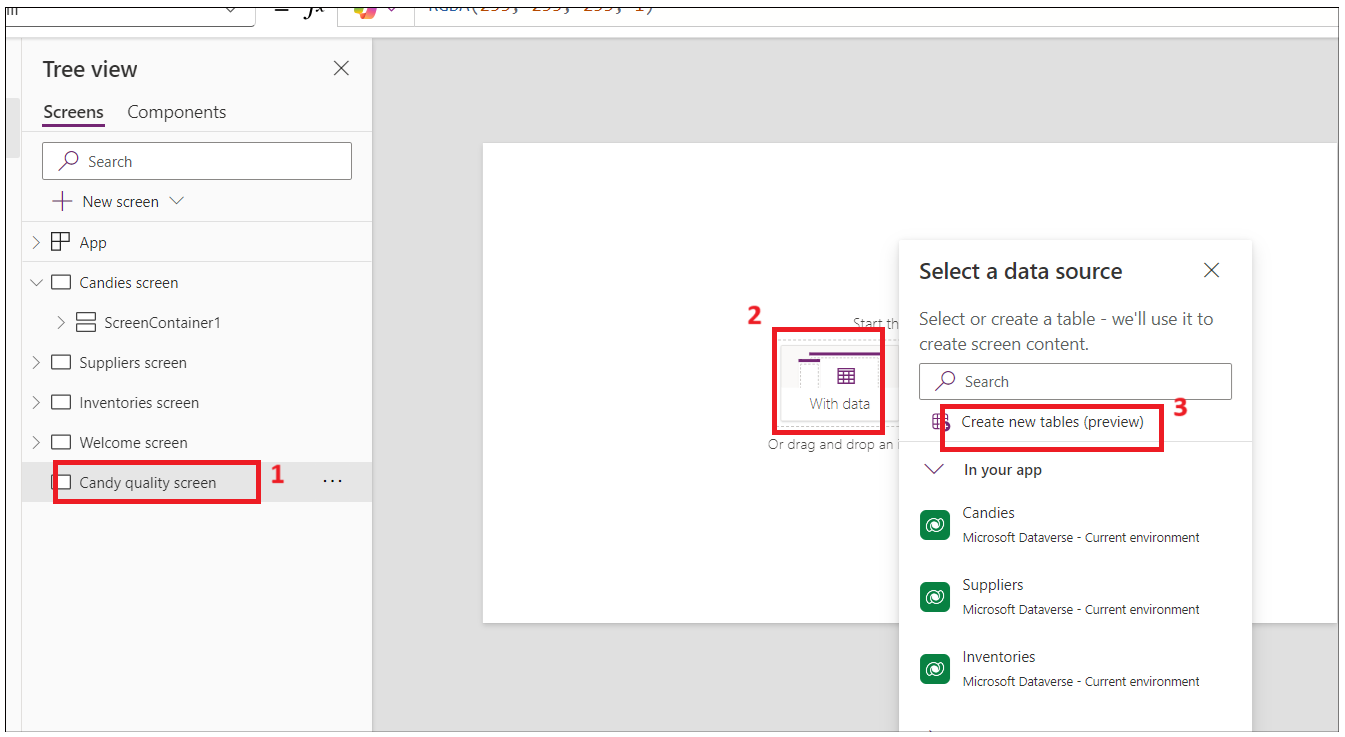 fx
Tree view
Screens
Components
Search
New screen
App
Candies screen
ScreenContainer1
Suppliers screen
Inventories screen
Welcome screen
Candy quality screen
1
...
2
Start th
With data
Or drag and drop an
Select a data source
Select or create a table - we'll use it to
create screen content.
Search
Create new tables (preview)
3
In your app
Candies
Microsoft Dataverse - Current environment
Suppliers
Microsoft Dataverse - Current environment
Inventories
Microsoft Dataverse - Current environment